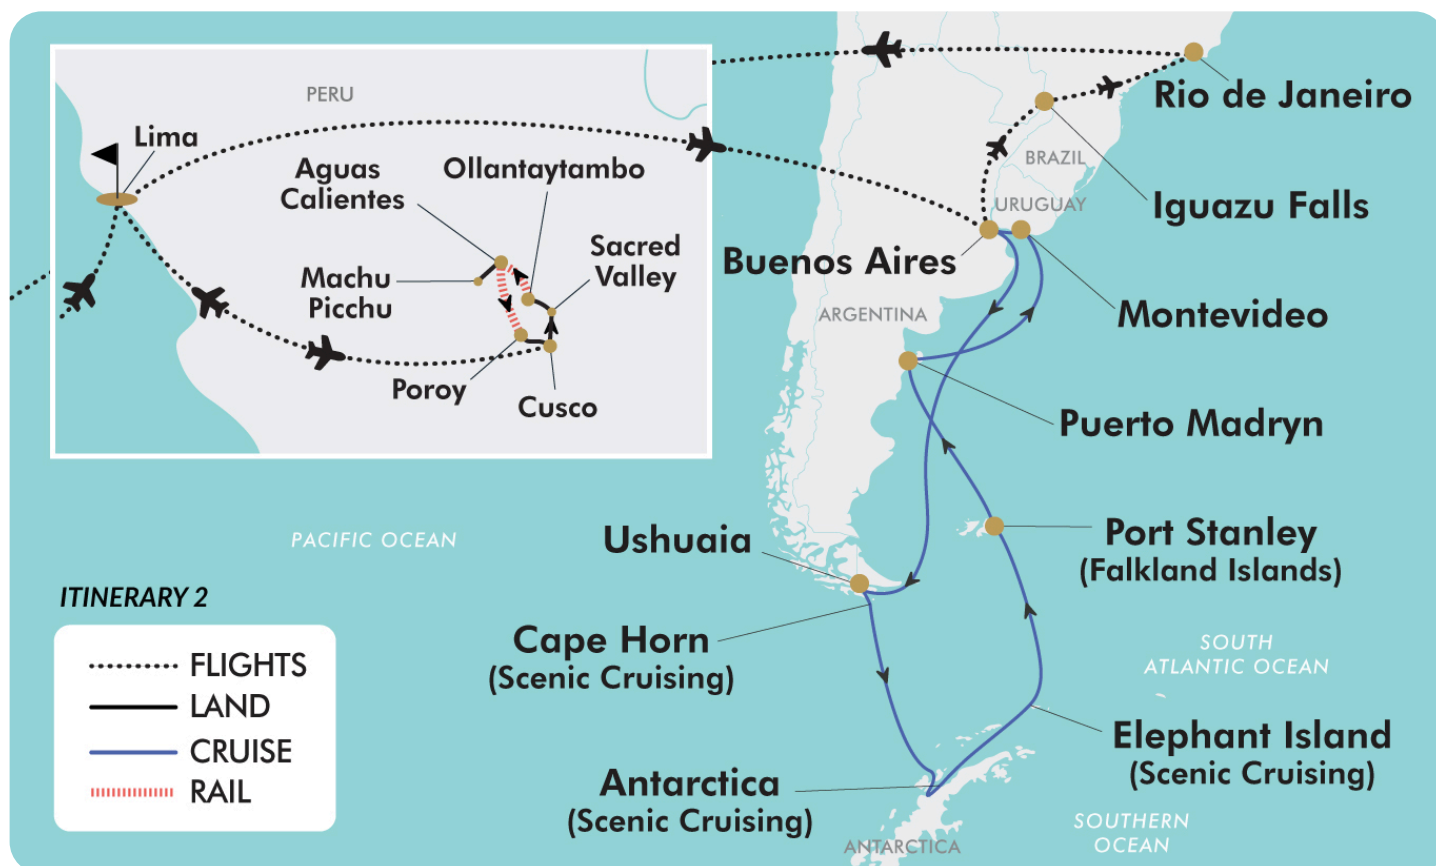 Rio de Janeiro
PERU
Lima
Aguas
Calientes
Ollantaytambo
BRAZIL
Iguazu Falls
URUGUAY
Sacred
Valley
Machu
Picchu
Buenos Aires
ARGENTINA
Montevideo
Poroy
Cusco
Puerto Madryn
PACIFIC OCEAN
Ushuaia
Port Stanley
(Falkland Islands)
ITINERARY 2
FLIGHTS
LAND
CRUISE
RAIL
Cape Horn
(Scenic Cruising)
SOUTH
ATLANTIC OCEAN
Elephant Island
(Scenic Cruising)
Antarctica
(Scenic Cruising)
SOUTHERN
OCEAN
ANTARCTICA